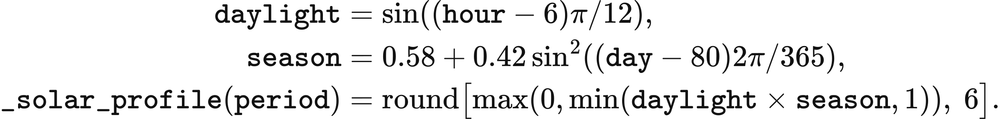 daylight = sin((hour − 6)π/12),
season = 0.58 + 0.42 sin²((day − 80)2π/365),
_solar_profile(period) = round[max(0, min(daylight × season, 1)), 6].